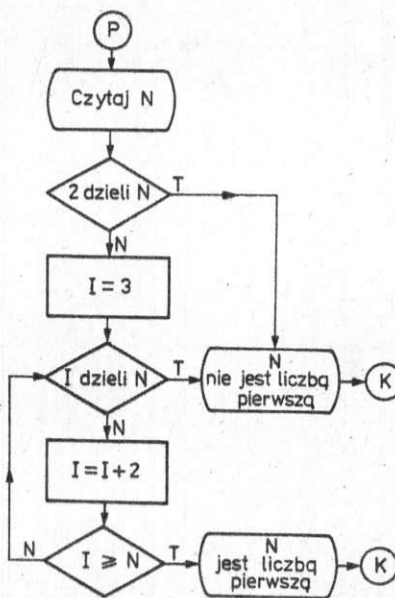 P
Czytaj N
2 dzieli N
T
N
I = 3
I dzieli N
T
N
nie jest liczbą
pierwszą
K
N
I = I + 2
N
I ⩾ N
T
N
jest liczbą
pierwszą
K